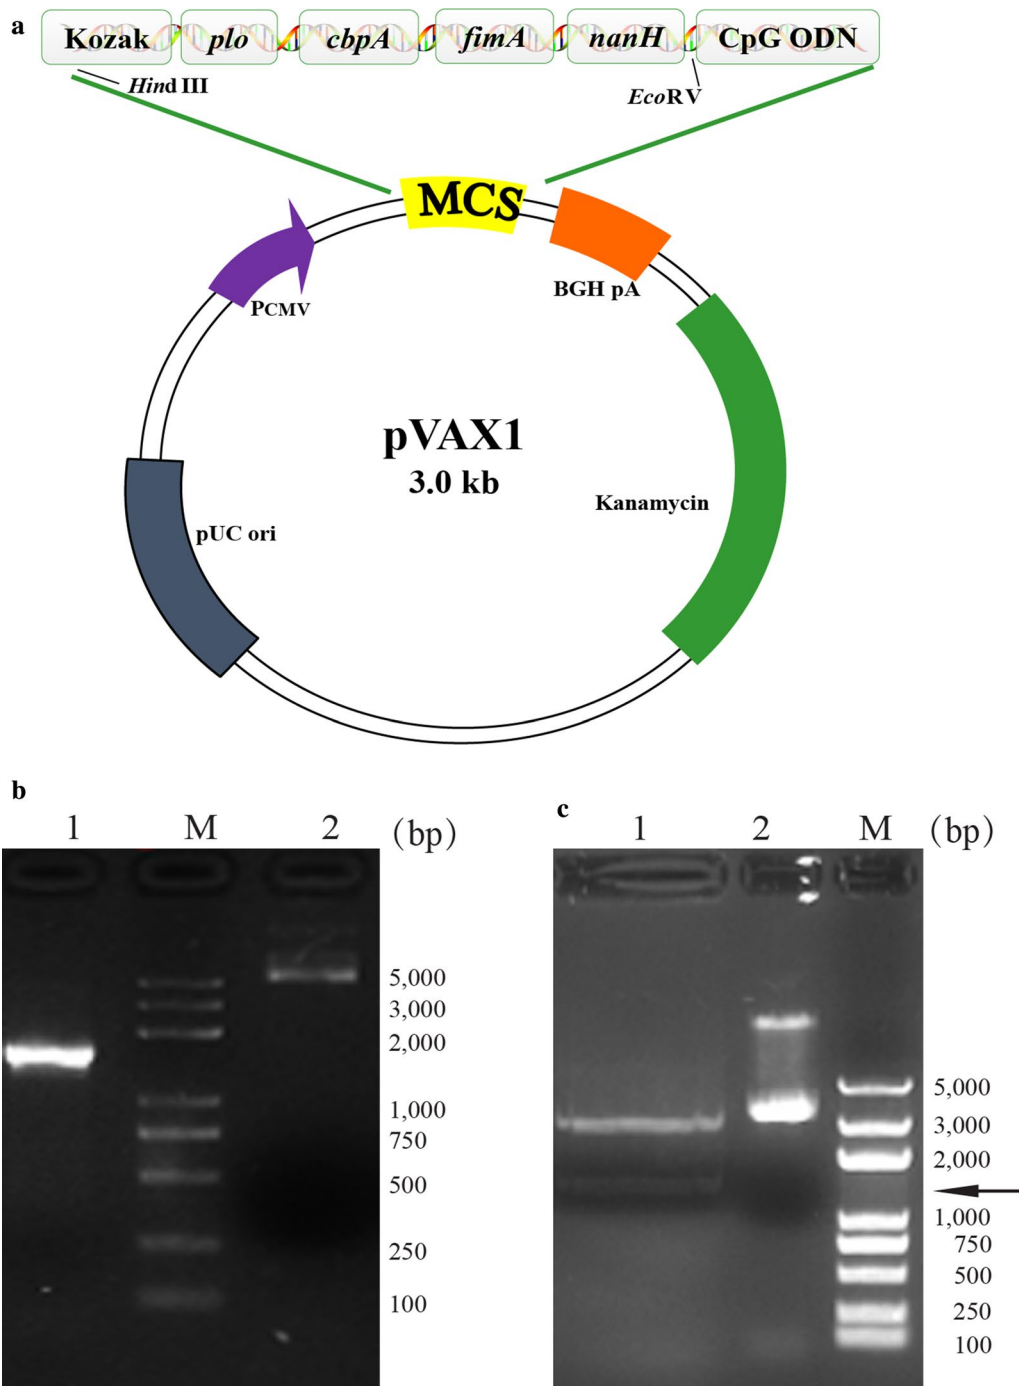 a
Kozak plo cbpA fimA nanH CpG ODN
Hind III
EcoRV
MCS
PCMV
BGH pA
pVAX1
3.0 kb
Kanamycin
pUC ori
b
1 M 2 (bp)
5,000
3,000
2,000
1,000
750
500
250
100
c
1 2 M (bp)
5,000
3,000
2,000
1,000
750
500
250
100